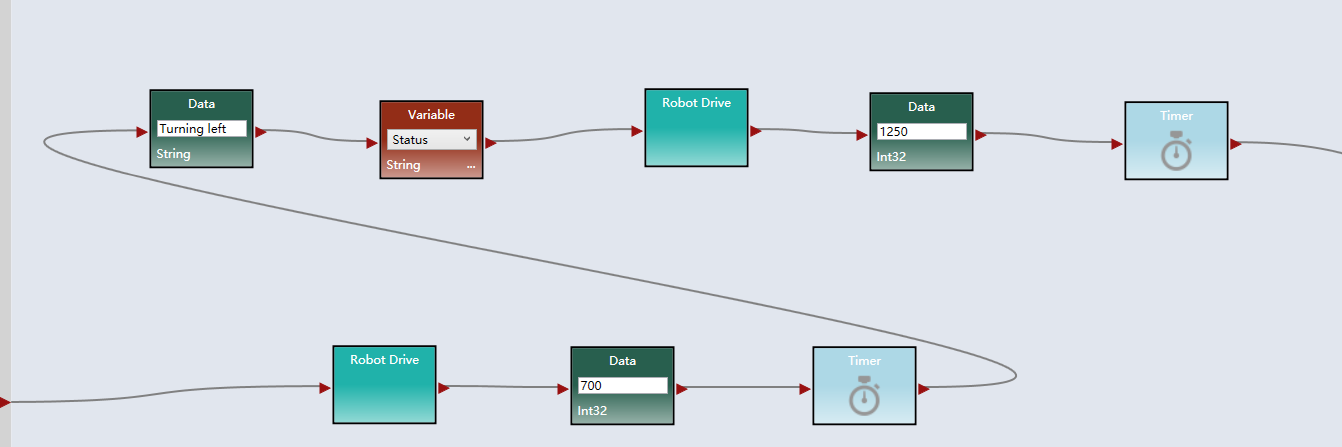 Data
Turning left
String
Variable
Status
String ...
Robot Drive
Data
1250
Int32
Timer
Robot Drive
Data
700
Int32
Timer